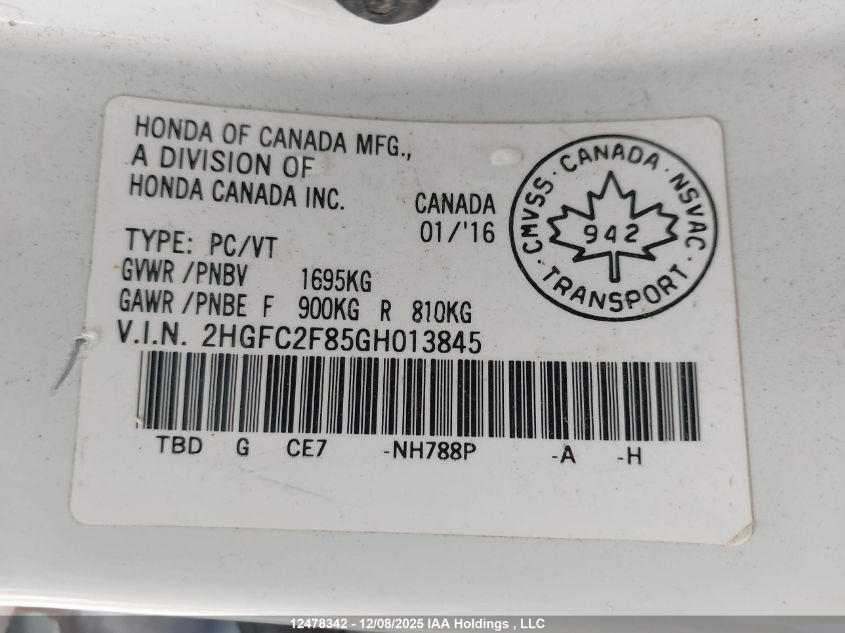 HONDA OF CANADA MFG.,
A DIVISION OF
HONDA CANADA INC.
CANADA
01/'16
TYPE: PC/VT
GVWR /PNBV 1695KG
GAWR /PNBE F 900KG R 810KG
V.I.N. 2HGFC2F85GH013845
CMVSS · CANADA · NSVAC
942
· TRANSPORT ·
TBD G CE7 -NH788P -A -H
12478342 - 12/08/2025 IAA Holdings , LLC